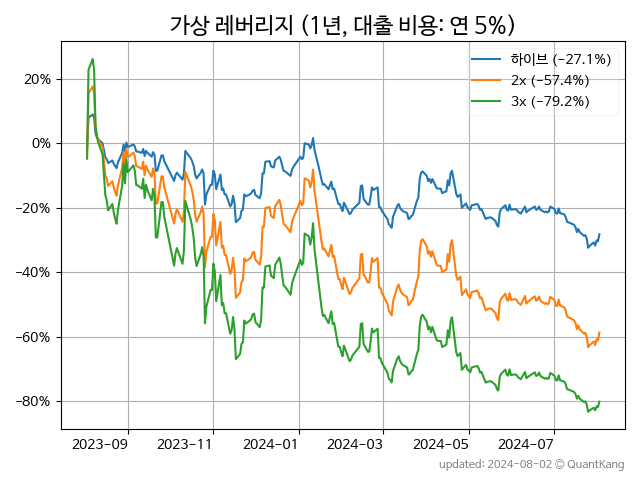 가상 레버리지 (1년, 대출 비용: 연 5%)
하이브 (−27.1%)
2x (−57.4%)
3x (−79.2%)
20%
0%
−20%
−40%
−60%
−80%
2023-09
2023-11
2024-01
2024-03
2024-05
2024-07
updated: 2024-08-02 © QuantKang